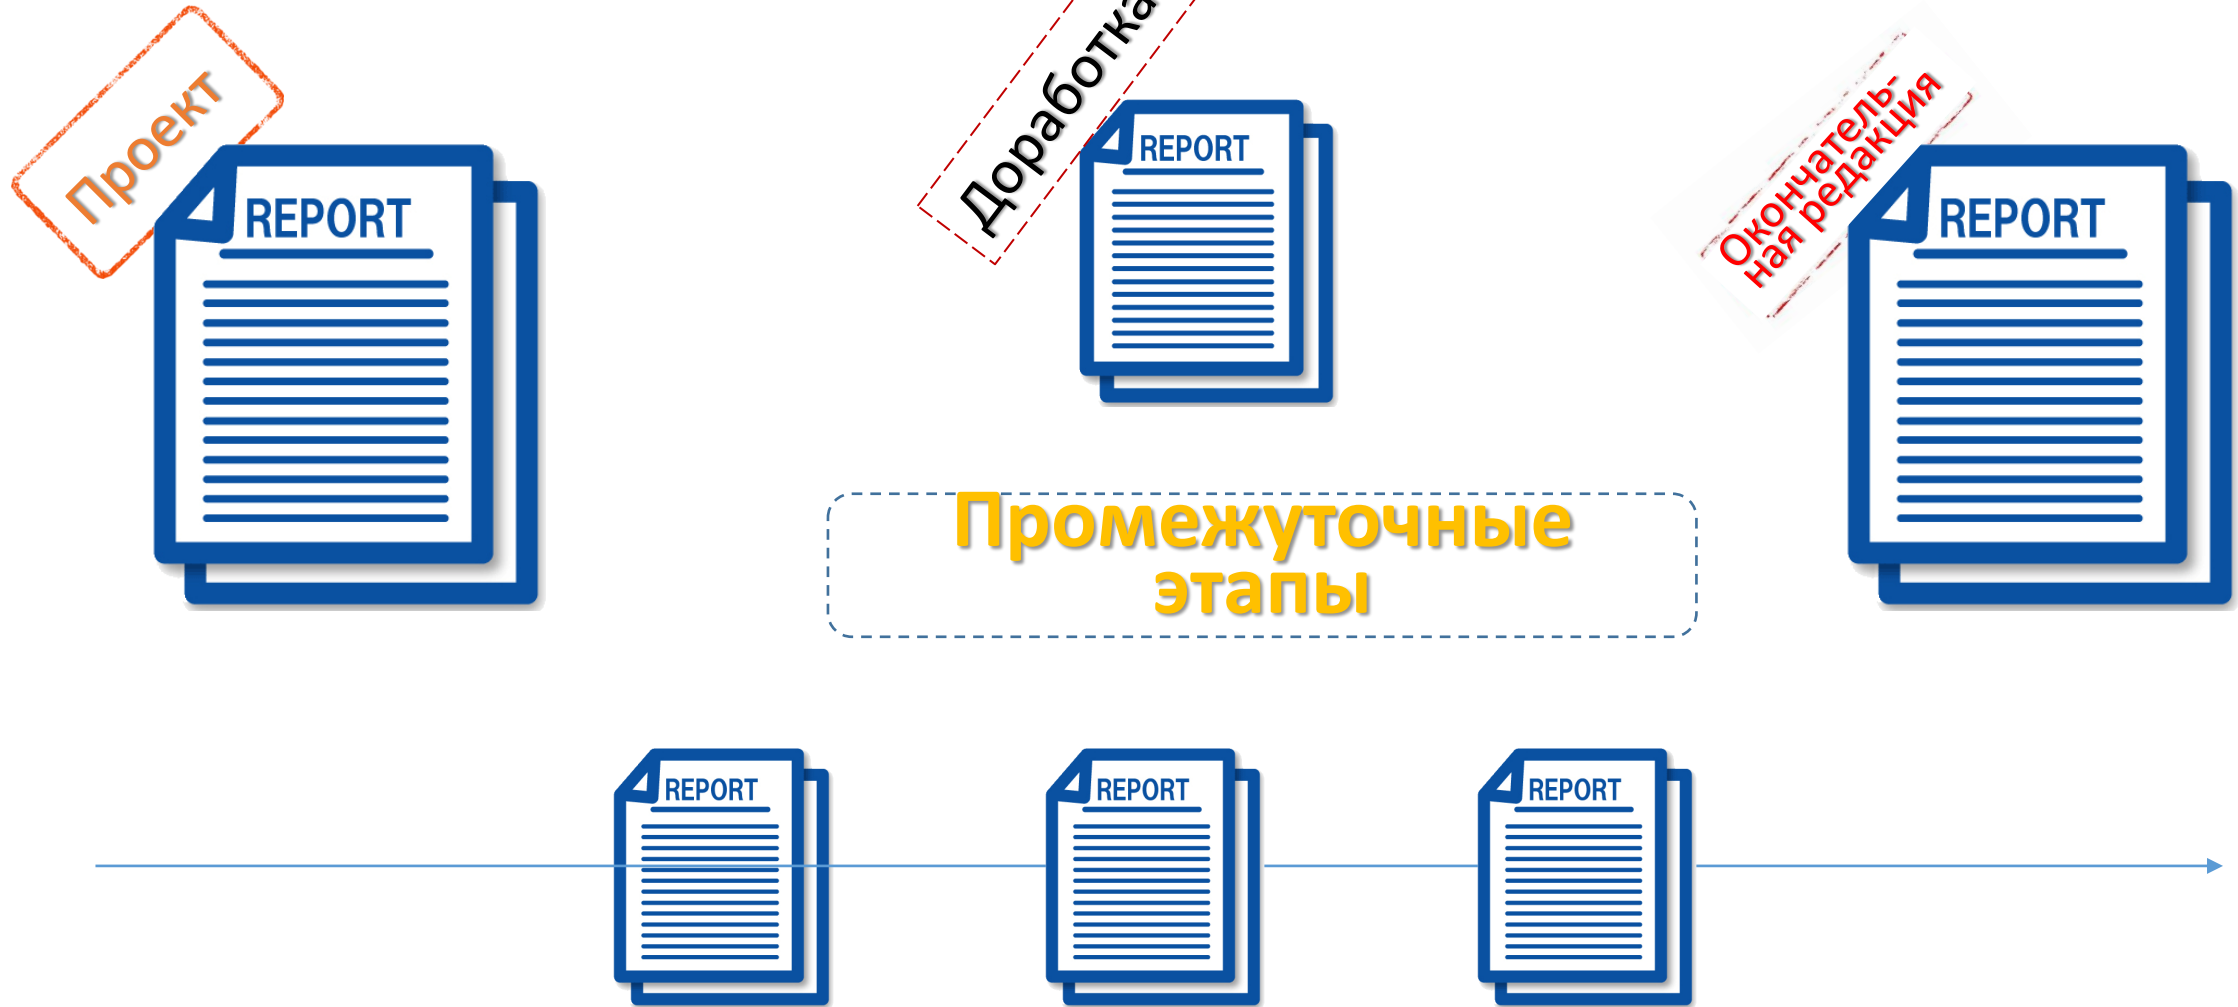 Проект
REPORT
Доработка
REPORT
Окончатель-
ная редакция
REPORT
Промежуточные
этапы
REPORT
REPORT
REPORT